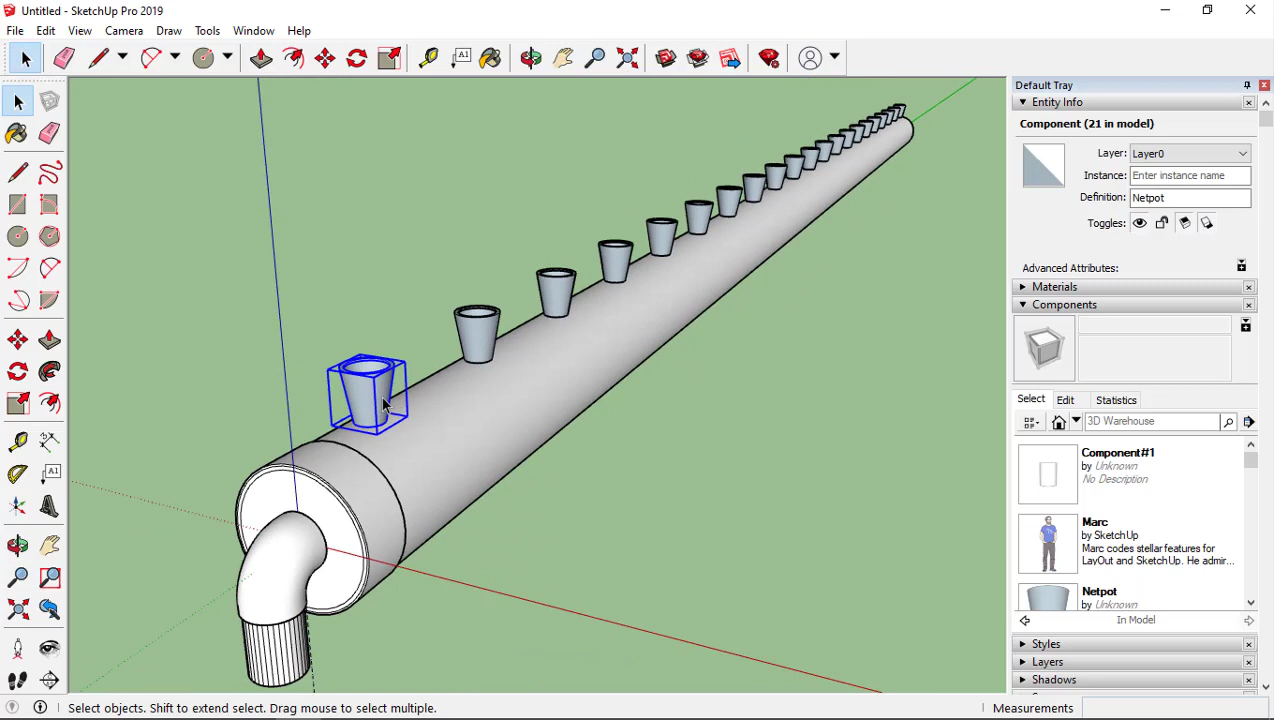 Untitled - SketchUp Pro 2019
File Edit View Camera Draw Tools Window Help
A1
Default Tray
Entity Info
Component (21 in model)
Layer: Layer0
Instance: Enter instance name
Definition: Netpot
Toggles:
Advanced Attributes:
Materials
Components
Select Edit Statistics
3D Warehouse
Component#1
by Unknown
No Description
Marc
by SketchUp
Marc codes stellar features for
LayOut and SketchUp. He admir...
Netpot
by Unknown
In Model
Styles
Layers
Shadows
A1
Select objects. Shift to extend select. Drag mouse to select multiple.
Measurements